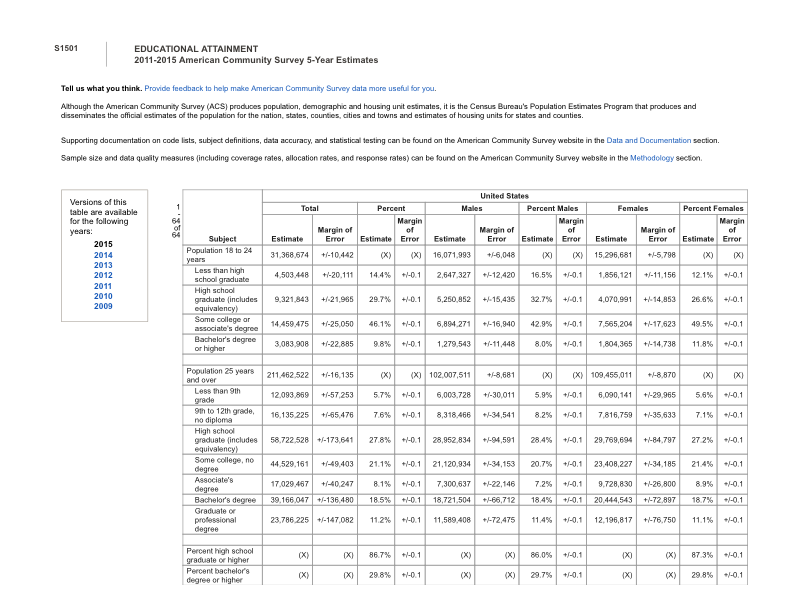 S1501
EDUCATIONAL ATTAINMENT
2011-2015 American Community Survey 5-Year Estimates
Tell us what you think. Provide feedback to help make American Community Survey data more useful for you.
Although the American Community Survey (ACS) produces population, demographic and housing unit estimates, it is the Census Bureau's Population Estimates Program that produces and
disseminates the official estimates of the population for the nation, states, counties, cities and towns and estimates of housing units for states and counties.
Supporting documentation on code lists, subject definitions, data accuracy, and statistical testing can be found on the American Community Survey website in the Data and Documentation section.
Sample size and data quality measures (including coverage rates, allocation rates, and response rates) can be found on the American Community Survey website in the Methodology section.
Versions of this
table are available
for the following
years:
2015
2014
2013
2012
2011
2010
2009
1
-
64
of
64
United States
Total Percent Males Percent Males Females Percent Females
Subject Estimate Margin of Error Estimate Margin of Error Estimate Margin of Error Estimate Margin of Error Estimate Margin of Error Estimate Margin of Error
Population 18 to 24 years 31,368,674 +/-10,442 (X) (X) 16,071,993 +/-6,048 (X) (X) 15,296,681 +/-5,798 (X) (X)
Less than high school graduate 4,503,448 +/-20,111 14.4% +/-0.1 2,647,327 +/-12,420 16.5% +/-0.1 1,856,121 +/-11,156 12.1% +/-0.1
High school graduate (includes equivalency) 9,321,843 +/-21,965 29.7% +/-0.1 5,250,852 +/-15,435 32.7% +/-0.1 4,070,991 +/-14,853 26.6% +/-0.1
Some college or associate's degree 14,459,475 +/-25,050 46.1% +/-0.1 6,894,271 +/-16,940 42.9% +/-0.1 7,565,204 +/-17,623 49.5% +/-0.1
Bachelor's degree or higher 3,083,908 +/-22,885 9.8% +/-0.1 1,279,543 +/-11,448 8.0% +/-0.1 1,804,365 +/-14,738 11.8% +/-0.1
Population 25 years and over 211,462,522 +/-16,135 (X) (X) 102,007,511 +/-8,681 (X) (X) 109,455,011 +/-8,870 (X) (X)
Less than 9th grade 12,093,869 +/-57,253 5.7% +/-0.1 6,003,728 +/-30,011 5.9% +/-0.1 6,090,141 +/-29,965 5.6% +/-0.1
9th to 12th grade, no diploma 16,135,225 +/-65,476 7.6% +/-0.1 8,318,466 +/-34,541 8.2% +/-0.1 7,816,759 +/-35,633 7.1% +/-0.1
High school graduate (includes equivalency) 58,722,528 +/-173,641 27.8% +/-0.1 28,952,834 +/-94,591 28.4% +/-0.1 29,769,694 +/-84,797 27.2% +/-0.1
Some college, no degree 44,529,161 +/-49,403 21.1% +/-0.1 21,120,934 +/-34,153 20.7% +/-0.1 23,408,227 +/-34,185 21.4% +/-0.1
Associate's degree 17,029,467 +/-40,247 8.1% +/-0.1 7,300,637 +/-22,146 7.2% +/-0.1 9,728,830 +/-26,800 8.9% +/-0.1
Bachelor's degree 39,166,047 +/-136,480 18.5% +/-0.1 18,721,504 +/-66,712 18.4% +/-0.1 20,444,543 +/-72,897 18.7% +/-0.1
Graduate or professional degree 23,786,225 +/-147,082 11.2% +/-0.1 11,589,408 +/-72,475 11.4% +/-0.1 12,196,817 +/-76,750 11.1% +/-0.1
Percent high school graduate or higher (X) (X) 86.7% +/-0.1 (X) (X) 86.0% +/-0.1 (X) (X) 87.3% +/-0.1
Percent bachelor's degree or higher (X) (X) 29.8% +/-0.1 (X) (X) 29.7% +/-0.1 (X) (X) 29.8% +/-0.1